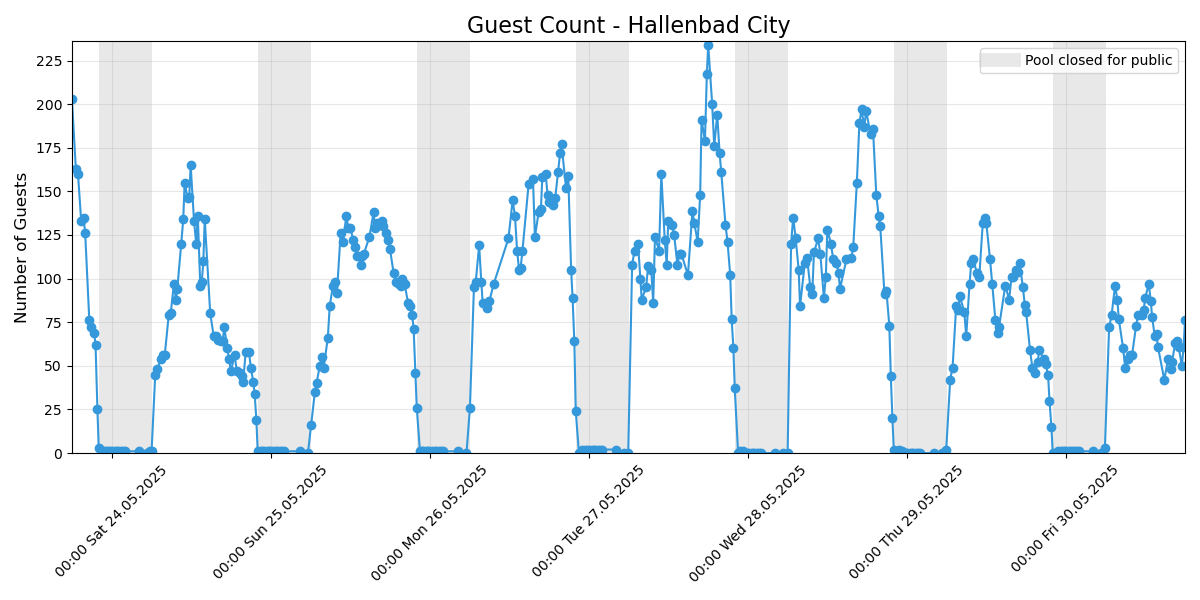 Guest Count - Hallenbad City
Pool closed for public
Number of Guests
225
200
175
150
125
100
75
50
25
0
00:00 Sat 24.05.2025
00:00 Sun 25.05.2025
00:00 Mon 26.05.2025
00:00 Tue 27.05.2025
00:00 Wed 28.05.2025
00:00 Thu 29.05.2025
00:00 Fri 30.05.2025